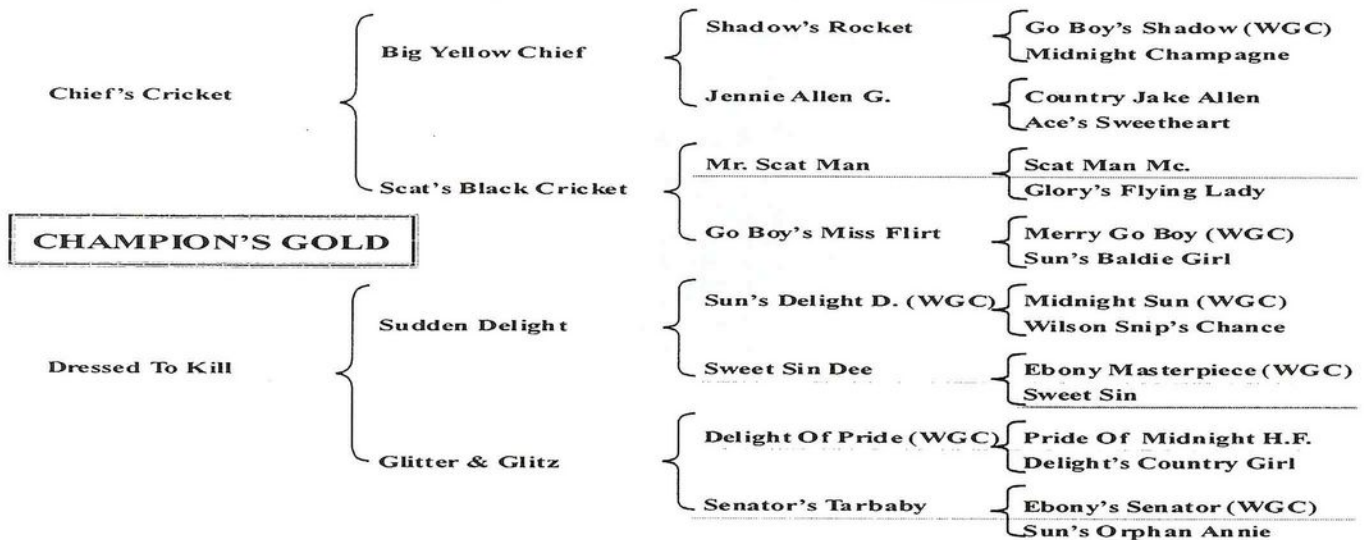 Shadow's Rocket
Go Boy's Shadow (WGC)
Big Yellow Chief
Midnight Champagne
Chief's Cricket
Jennie Allen G.
Country Jake Allen
Ace's Sweetheart
Mr. Scat Man
Scat Man Mc.
Scat's Black Cricket
Glory's Flying Lady
CHAMPION'S GOLD
Go Boy's Miss Flirt
Merry Go Boy (WGC)
Sun's Baldie Girl
Sun's Delight D. (WGC)
Midnight Sun (WGC)
Sudden Delight
Wilson Snip's Chance
Dressed To Kill
Sweet Sin Dee
Ebony Masterpiece (WGC)
Sweet Sin
Delight Of Pride (WGC)
Pride Of Midnight H.F.
Glitter & Glitz
Delight's Country Girl
Senator's Tarbaby
Ebony's Senator (WGC)
Sun's Orphan Annie